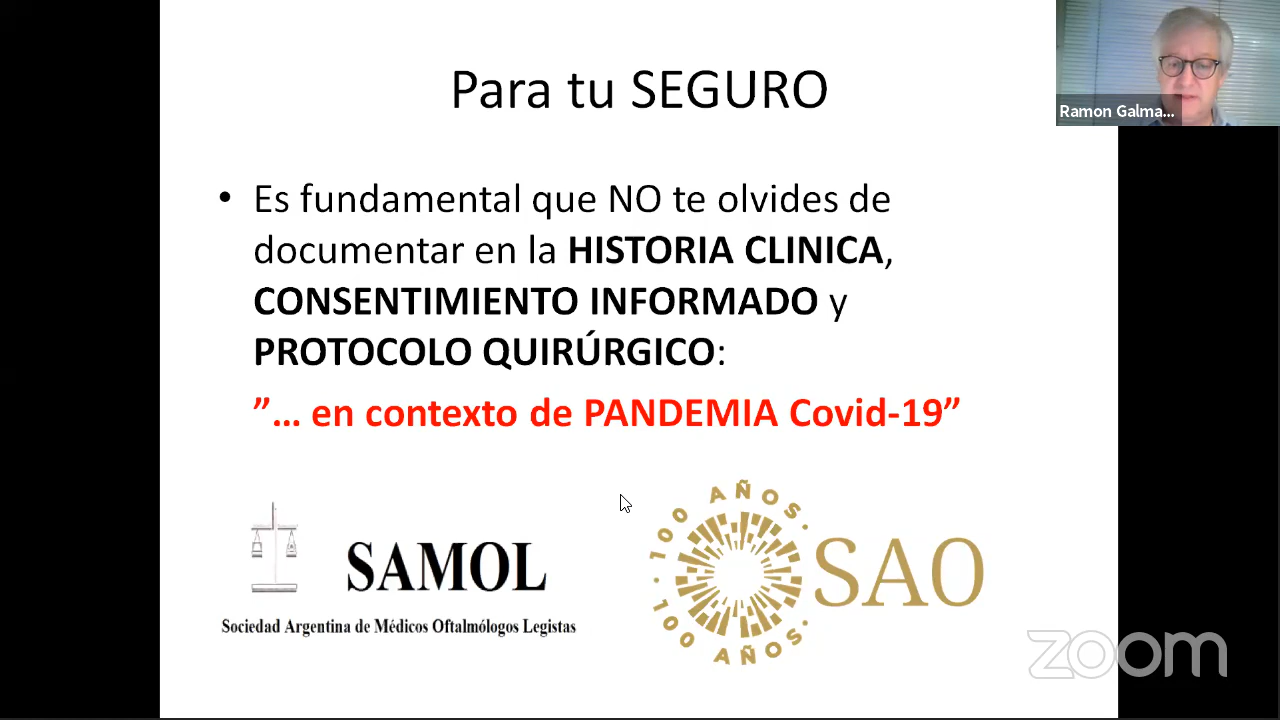 Para tu SEGURO
Ramon Galma...
• Es fundamental que NO te olvides de
documentar en la HISTORIA CLINICA,
CONSENTIMIENTO INFORMADO y
PROTOCOLO QUIRÚRGICO:
”... en contexto de PANDEMIA Covid-19”
SAMOL
Sociedad Argentina de Médicos Oftalmólogos Legistas
100 AÑOS. 100 AÑOS.
SAO
zoom